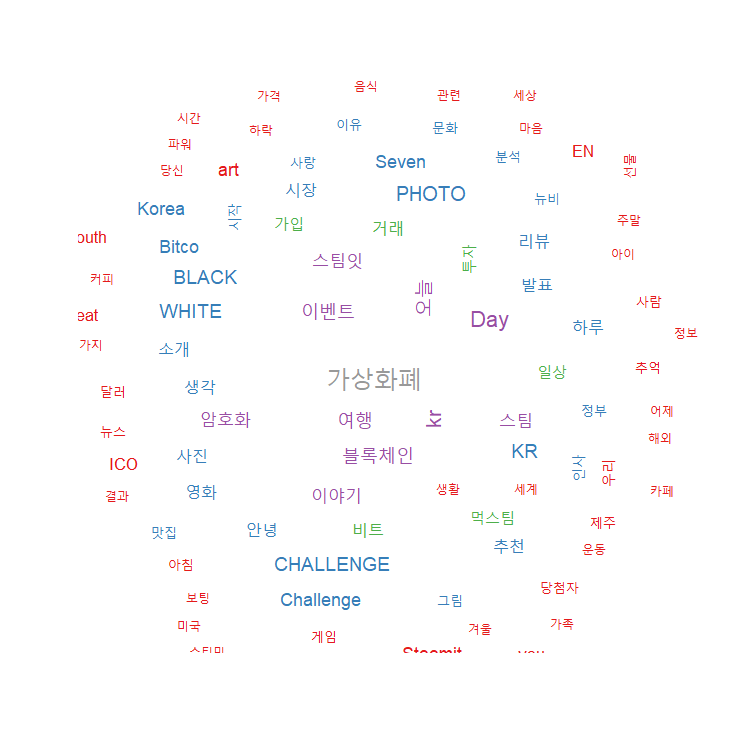 음식
가격
관련
세상
시간
이유
문화
마음
하락
파워
사랑
Seven
분석
EN
선물
당신
art
시장
PHOTO
뉴비
Korea
시작
가입
거래
주말
outh
Bitco
스팀잇
투자
리뷰
아이
커피
BLACK
오늘
발표
사람
eat
WHITE
이벤트
Day
하루
정보
가지
소개
가상화폐
일상
추억
달러
생각
암호화
여행
kr
스팀
정부
어제
뉴스
사진
블록체인
KR
인사
우리
해외
ICO
결과
영화
이야기
생활
세계
카페
맛집
안녕
비트
먹스팀
추천
제주
운동
아침
CHALLENGE
당첨자
보팅
Challenge
그림
미국
게임
겨울
가족
Steemit
you